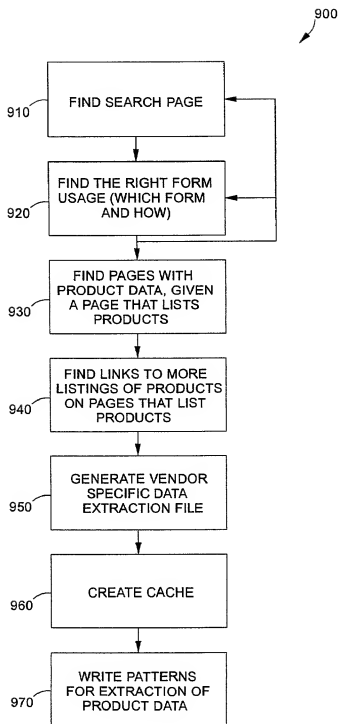 900
910
FIND SEARCH PAGE
920
FIND THE RIGHT FORM
USAGE (WHICH FORM
AND HOW)
930
FIND PAGES WITH
PRODUCT DATA, GIVEN
A PAGE THAT LISTS
PRODUCTS
940
FIND LINKS TO MORE
LISTINGS OF PRODUCTS
ON PAGES THAT LIST
PRODUCTS
950
GENERATE VENDOR
SPECIFIC DATA
EXTRACTION FILE
960
CREATE CACHE
970
WRITE PATTERNS
FOR EXTRACTION OF
PRODUCT DATA